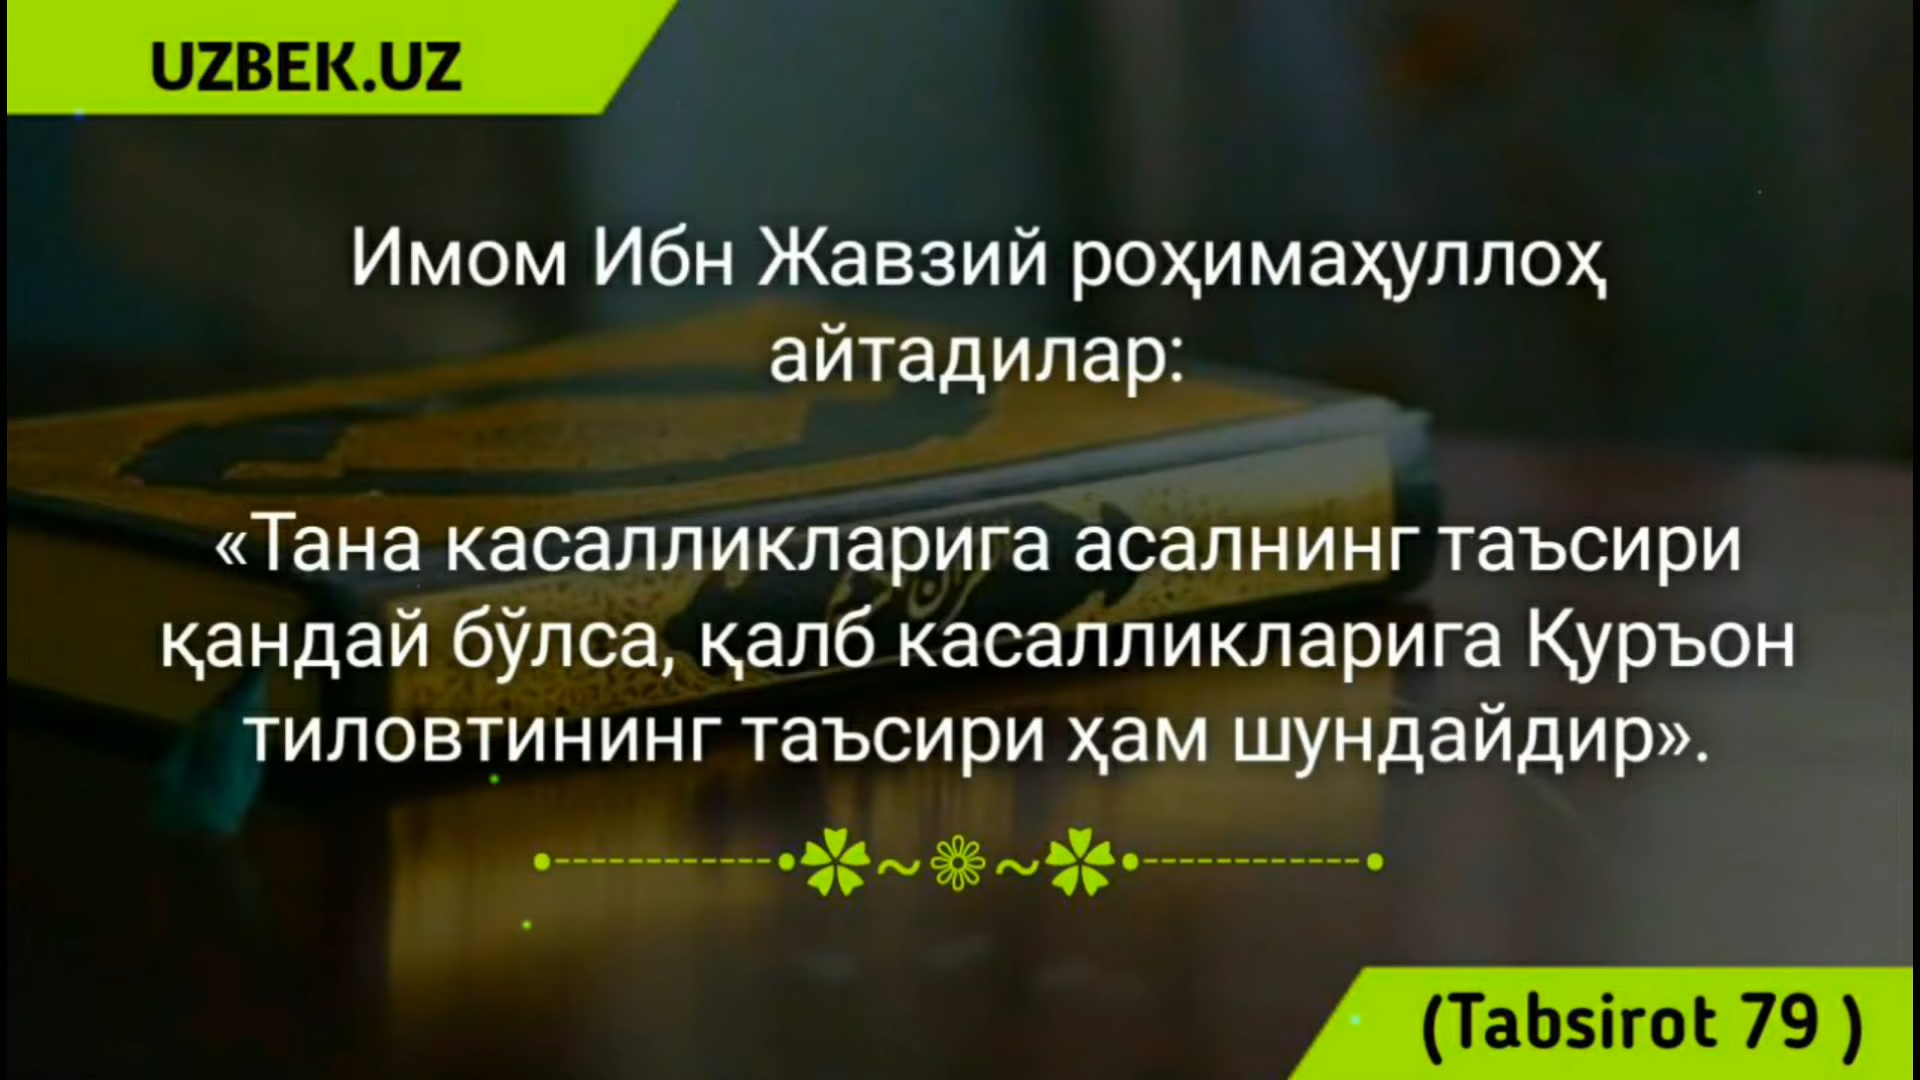 UZBEK.UZ
Имом Ибн Жавзий роҳимаҳуллоҳ
айтадилар:
«Тана касалликларига асалнинг таъсири
қандай бўлса, қалб касалликларига Қуръон
тиловтининг таъсири ҳам шундайдир».
(Tabsirot 79 )